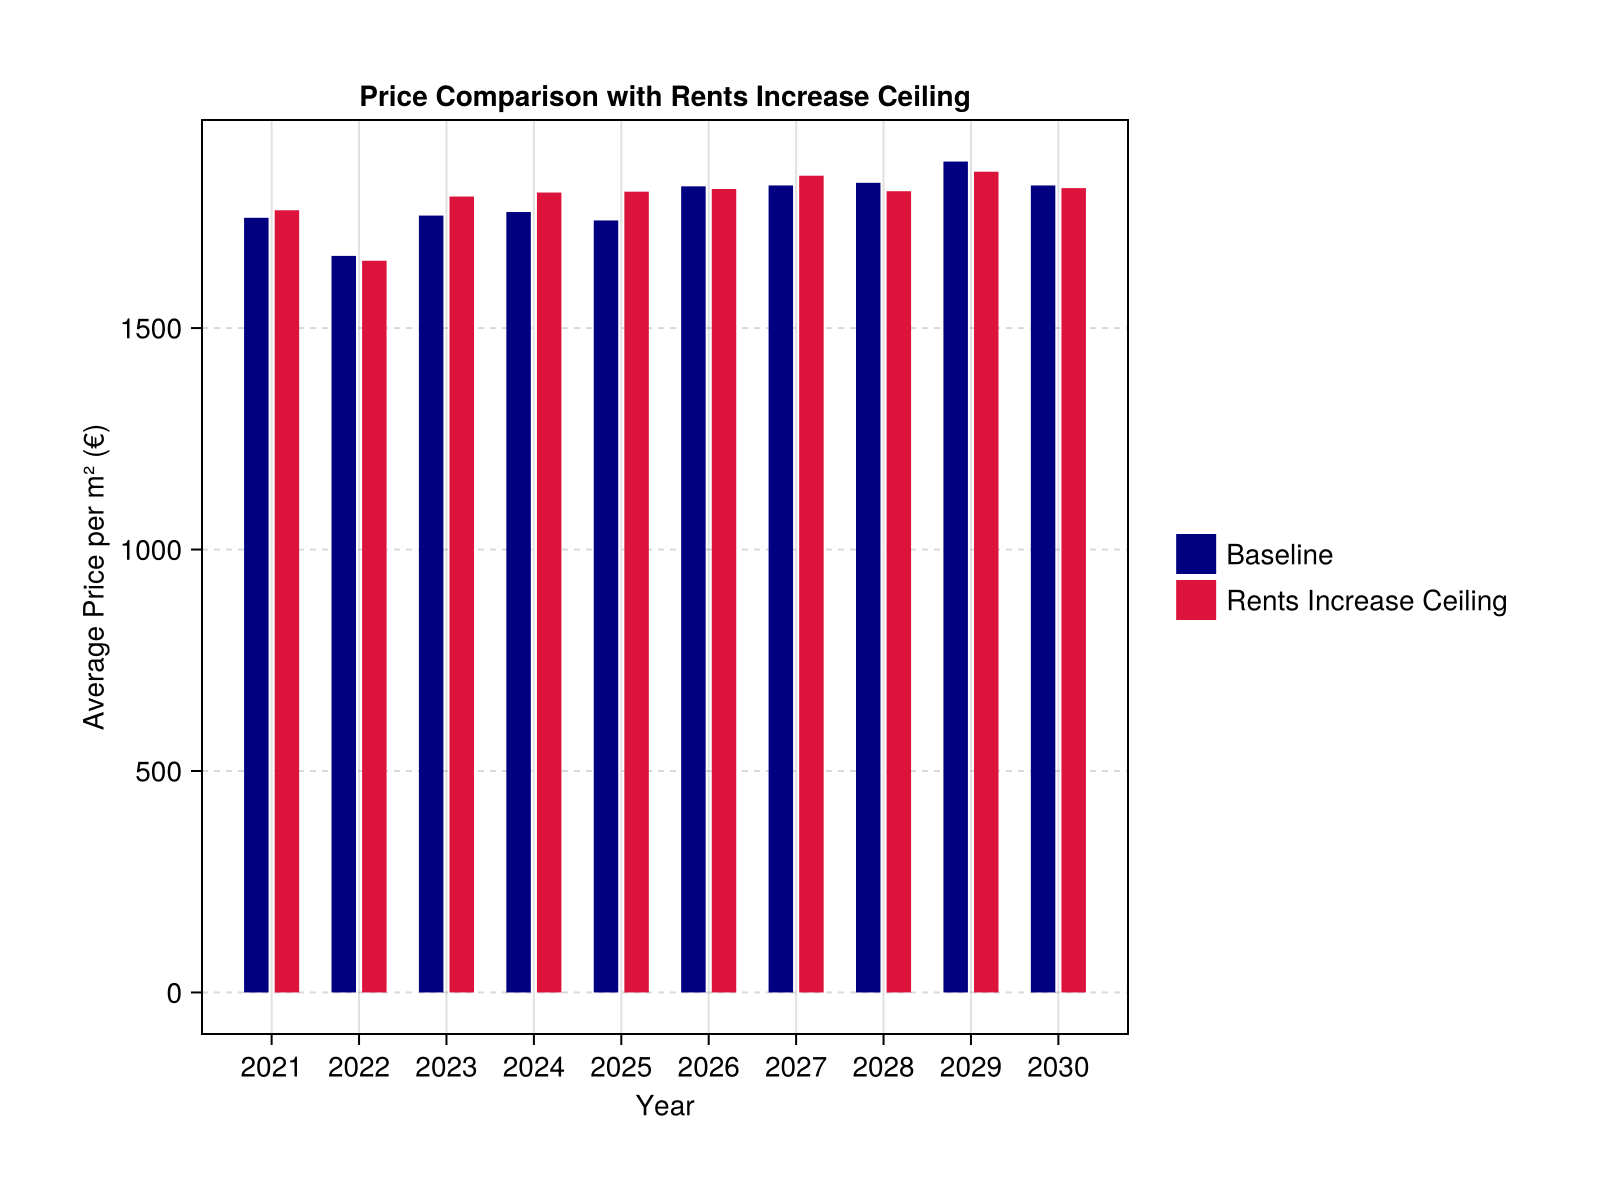 Price Comparison with Rents Increase Ceiling
Average Price per m² (€)
1500
1000
500
0
2021 2022 2023 2024 2025 2026 2027 2028 2029 2030
Year
Baseline
Rents Increase Ceiling